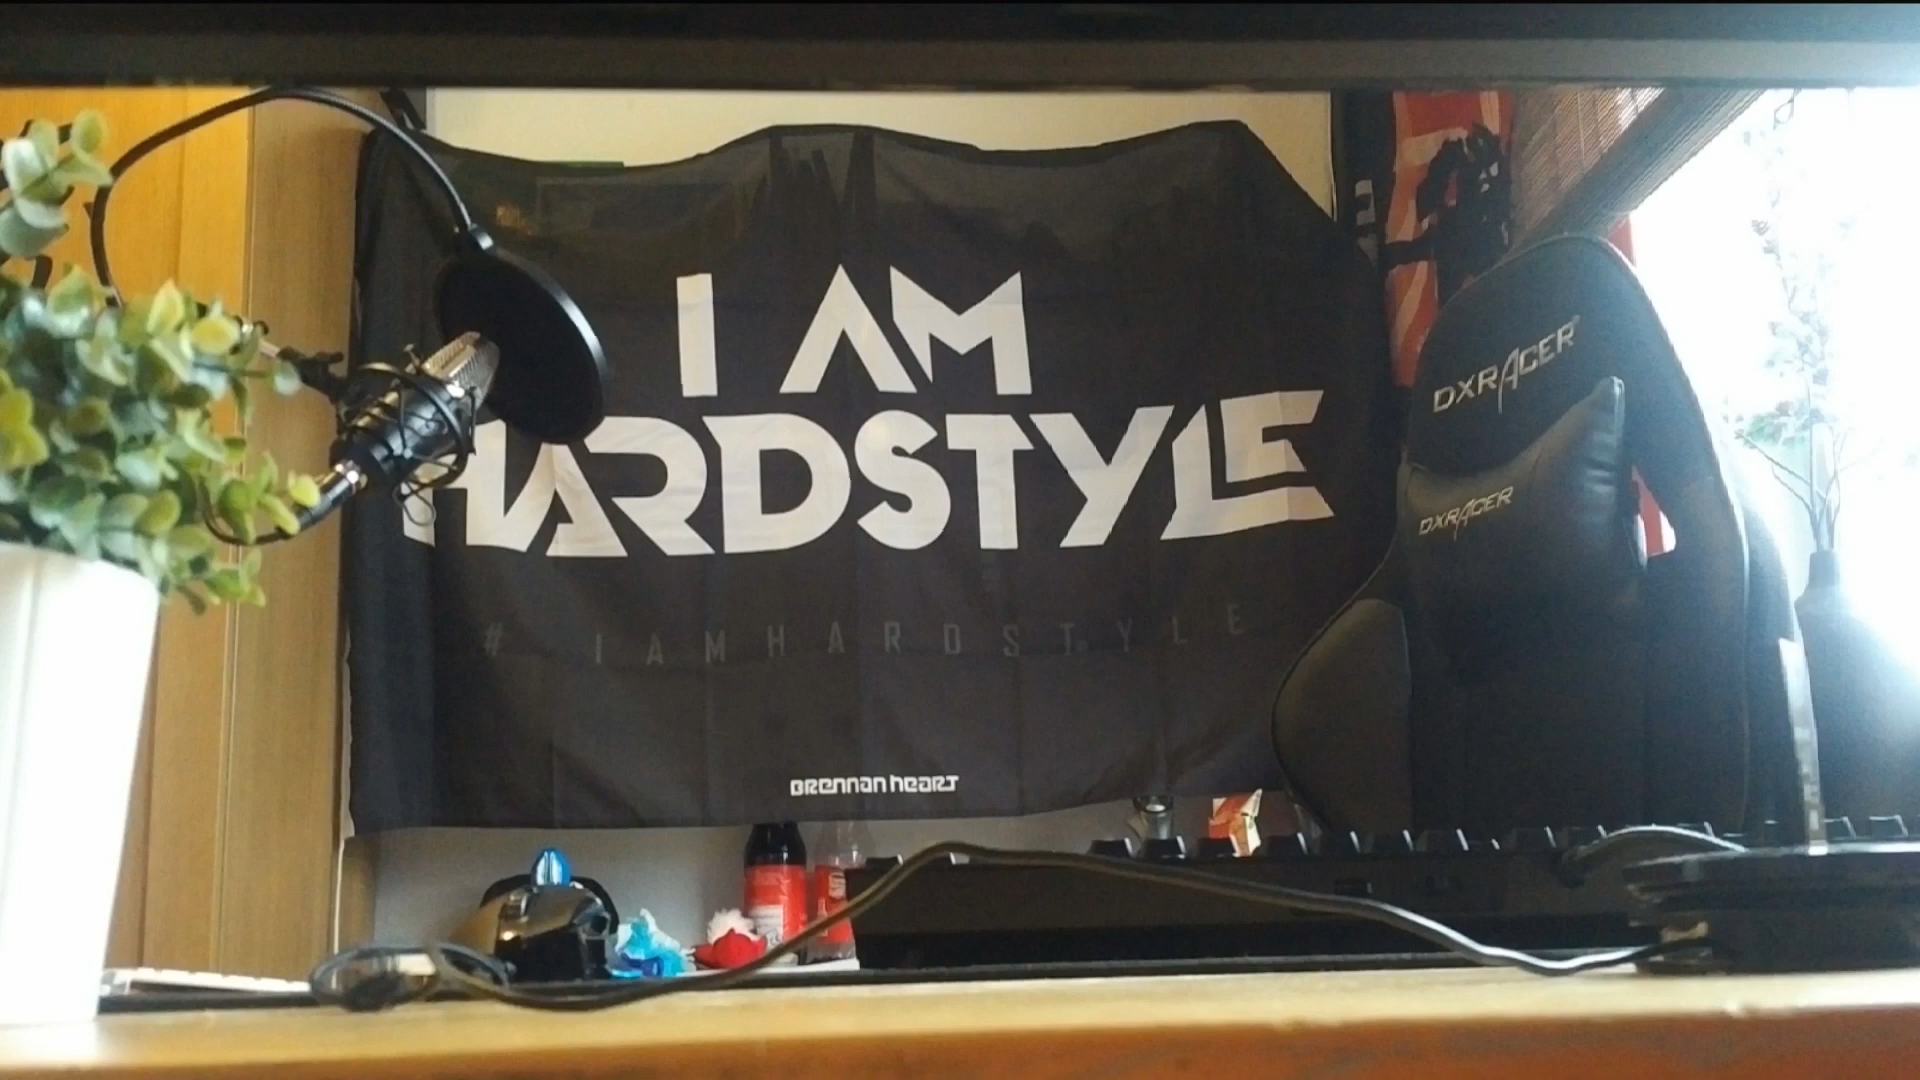 I AM
HARDSTYLE
# IAMHARDSTYLE
BRENNAN HEART
DXRACER
DXRACER